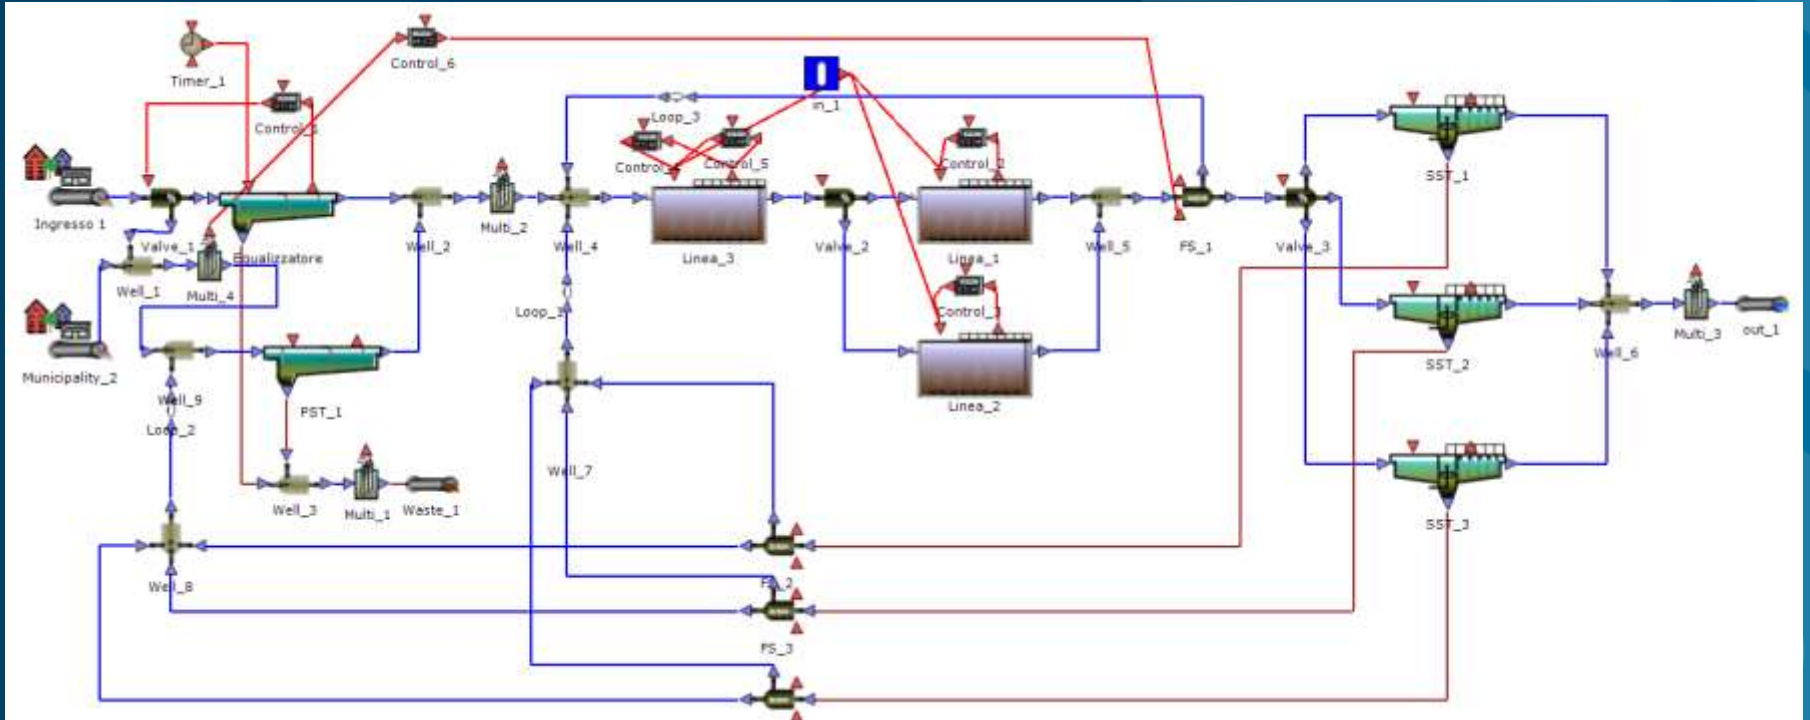 Control_6
Timer_1
in_1
Loop_3
Control_5
Control_2
SST_1
Ingresso 1
Valve_1
Equalizzatore
Well_2
Multi_2
Well_4
Linea_3
Valve_2
Linea_1
Well_5
FS_1
Valve_3
Well_1
Multi_4
Loop_1
Control_3
Multi_3
out_1
Well_6
SST_2
Municipality_2
Well_9
PST_1
Linea_2
Loop_2
Well_7
Well_3
Multi_1
Waste_1
SST_3
Well_8
FS_2
FS_3